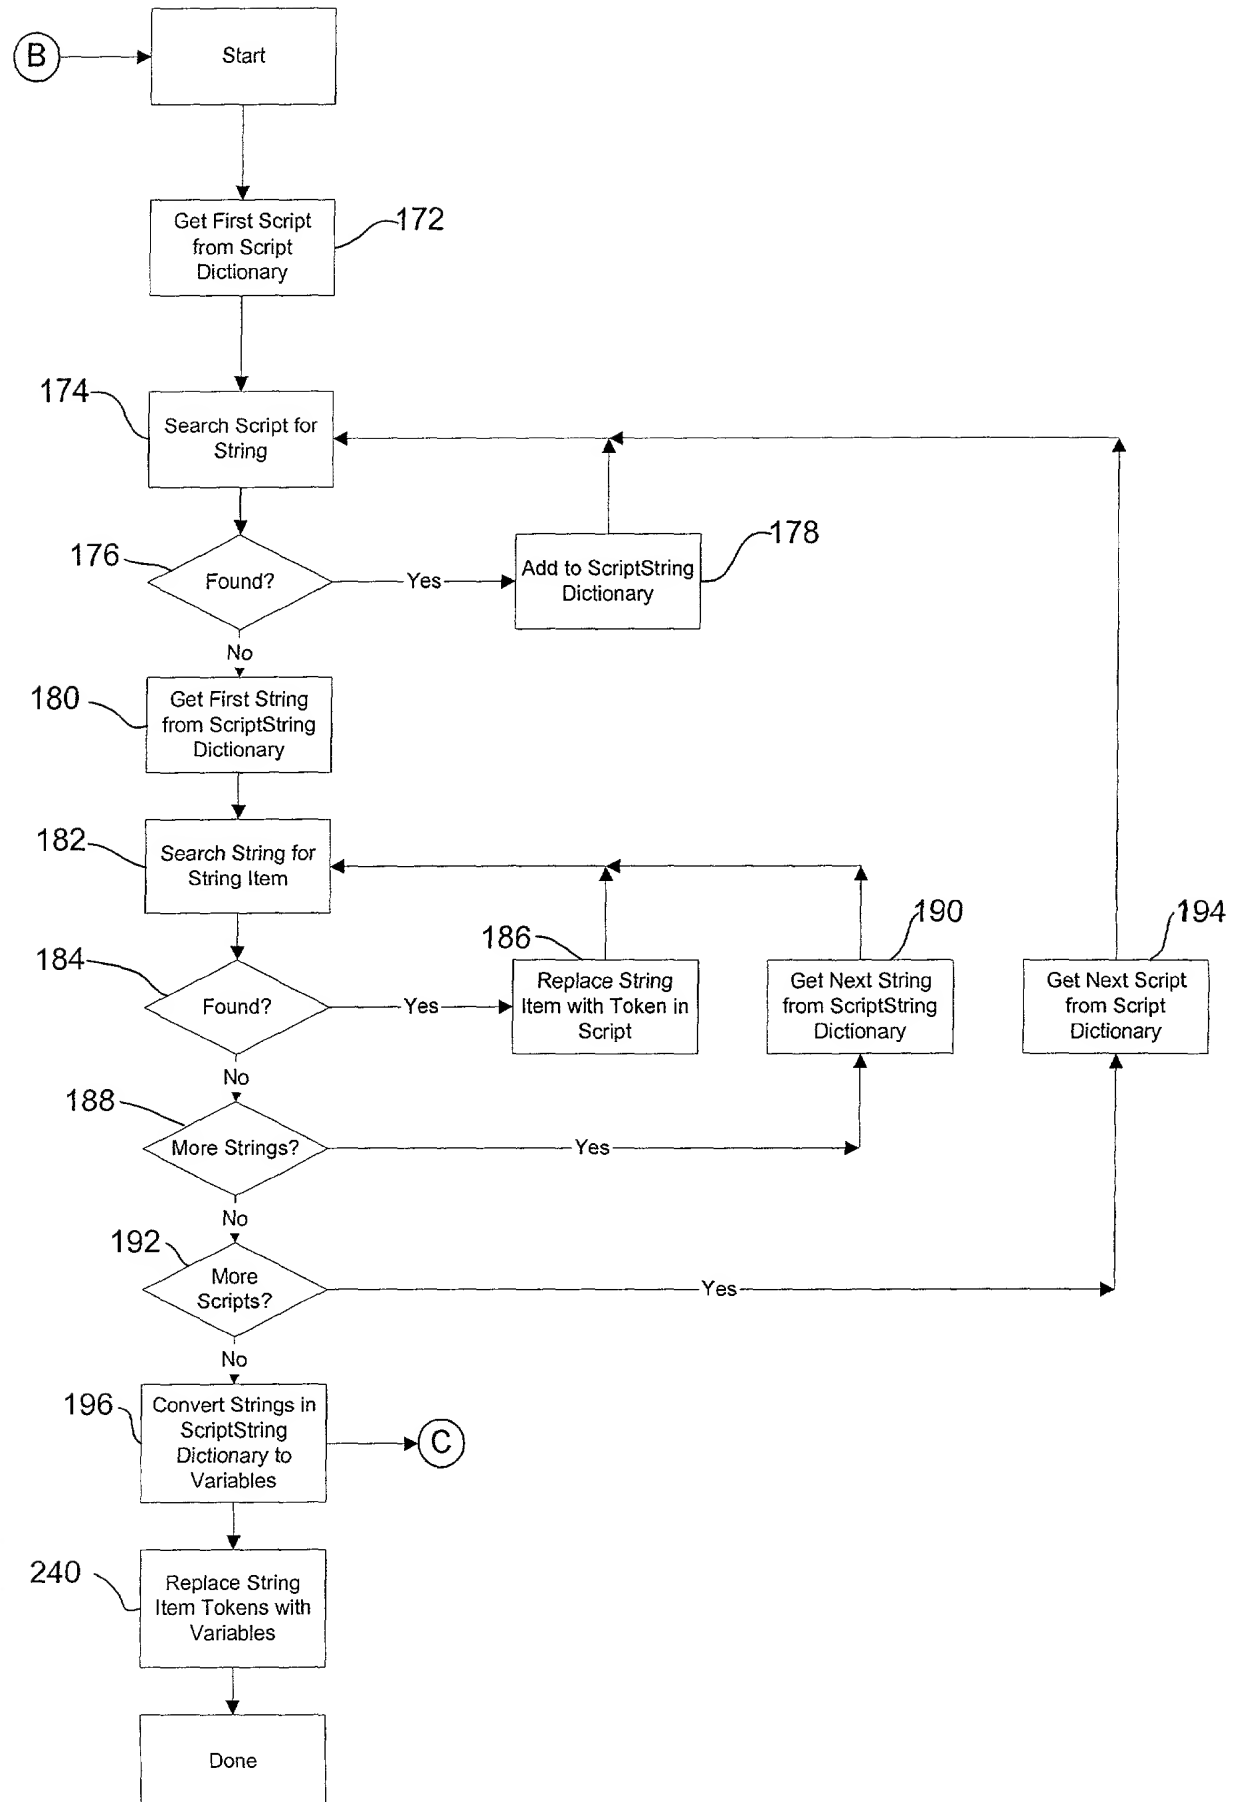 B
Start
Get First Script
from Script
Dictionary
172
174
Search Script for
String
176
Found?
Yes
Add to ScriptString
Dictionary
178
No
180
Get First String
from ScriptString
Dictionary
182
Search String for
String Item
184
Found?
Yes
186
Replace String
Item with Token in
Script
190
Get Next String
from ScriptString
Dictionary
194
Get Next Script
from Script
Dictionary
No
188
More Strings?
Yes
No
192
More
Scripts?
Yes
No
196
Convert Strings in
ScriptString
Dictionary to
Variables
C
240
Replace String
Item Tokens with
Variables
Done